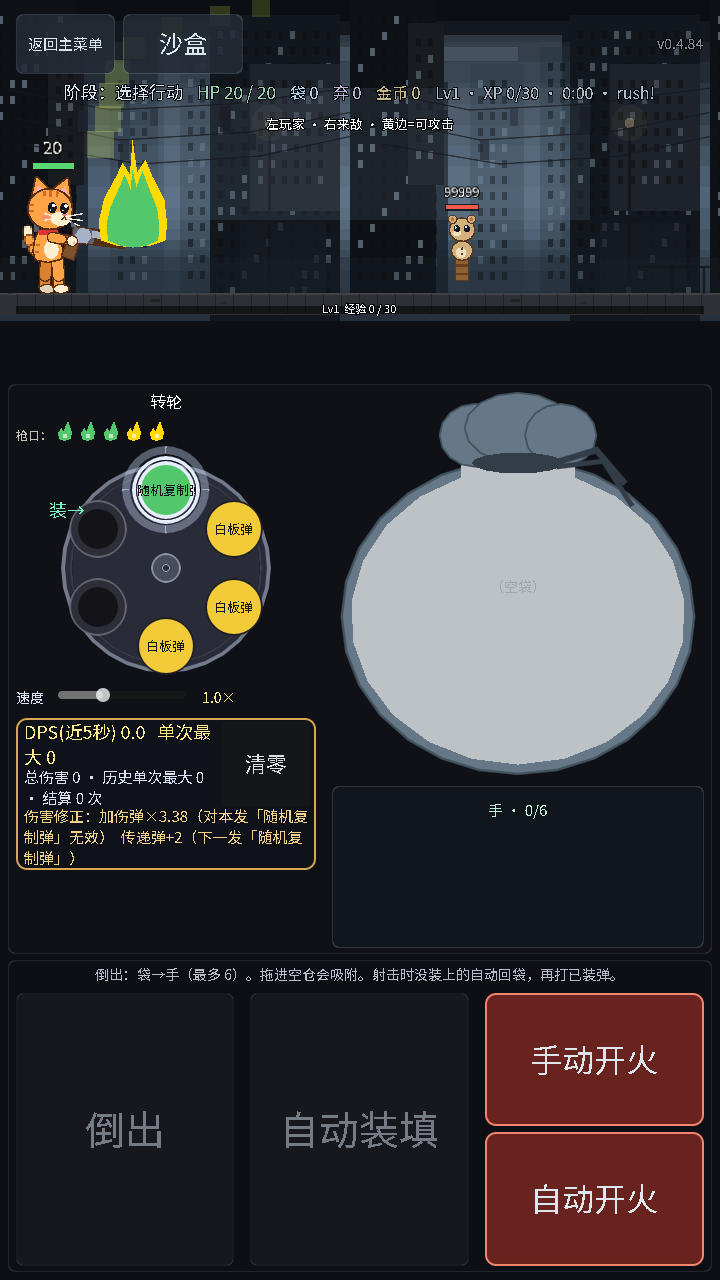 返回主菜单
沙盒
v0.4.84
阶段：选择行动 HP 20 / 20 袋 0 弃 0 金币 0 Lv1 · XP 0/30 · 0:00 · rush!
左玩家 · 右来敌 · 黄边=可攻击
20
99999
Lv1 经验 0 / 30
转轮
枪口：
随机复制弹
装→
白板弹
白板弹
白板弹
（空袋）
速度
1.0×
DPS(近5秒) 0.0 单次最
大 0
总伤害 0 · 历史单次最大 0
· 结算 0 次
伤害修正：加伤弹×3.38（对本发「随机复
制弹」无效） 传递弹+2（下一发「随机复
制弹」）
清零
手 · 0/6
倒出：袋→手（最多 6）。拖进空仓会吸附。射击时没装上的自动回袋，再打已装弹。
倒出
自动装填
手动开火
自动开火